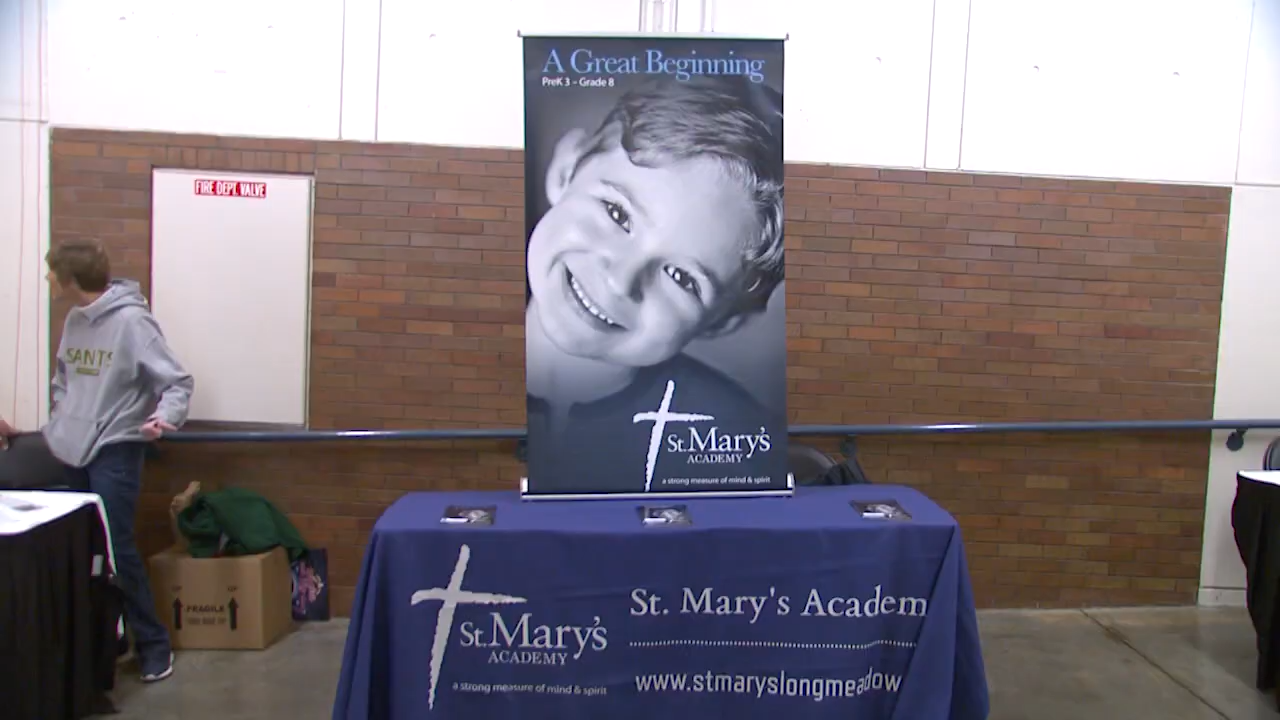 A Great Beginning
PreK 3 – Grade 8
FIRE DEPT. VALVE
SANTS
St. Mary's
ACADEMY
a strong measure of mind & spirit
FRAGILE
St. Mary's
ACADEMY
a strong measure of mind & spirit
St. Mary's Academ
www.stmaryslongmeadow